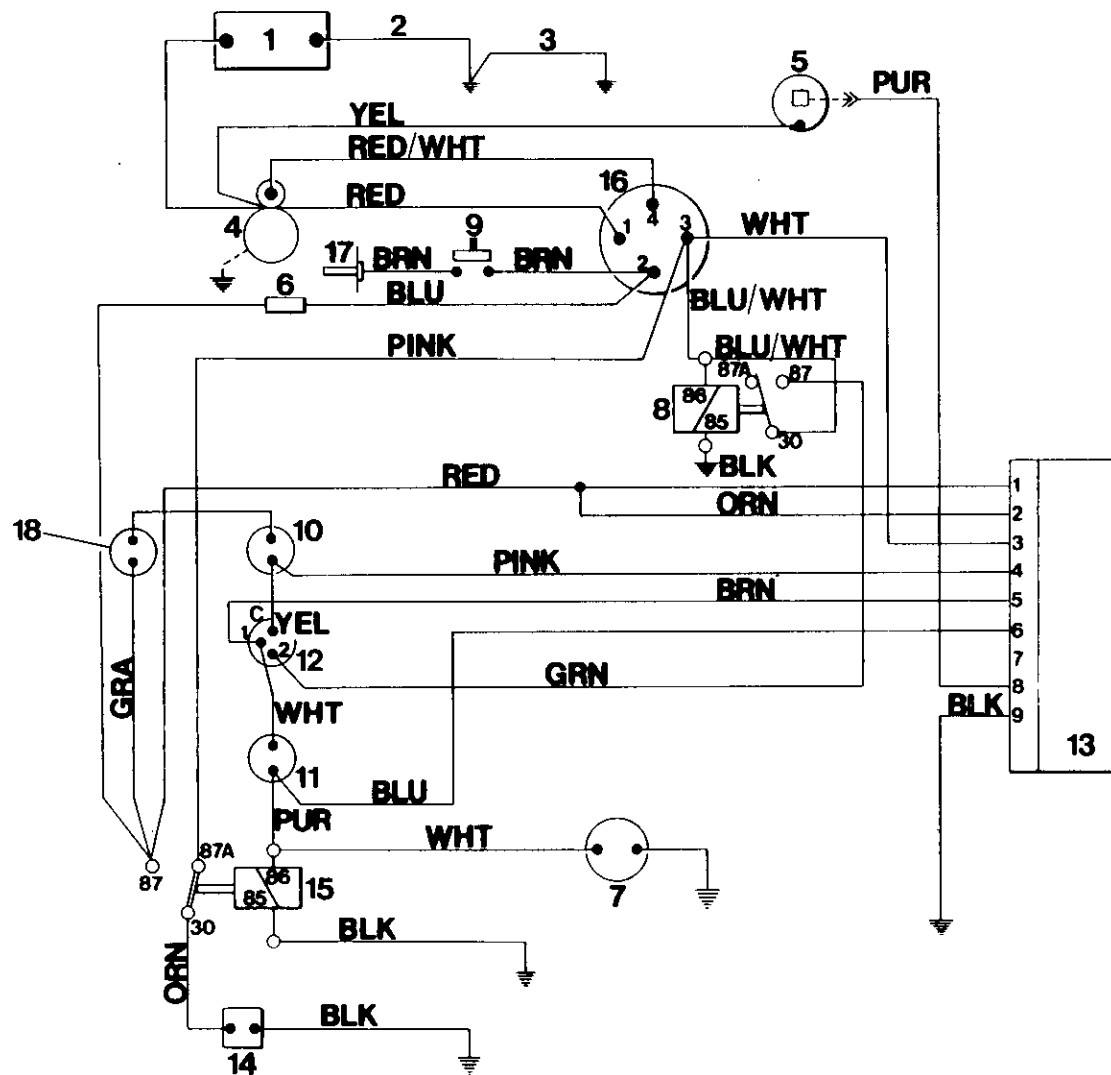 1
2
3
5
PUR
YEL
RED/WHT
RED
16
4
1
4
3
2
WHT
9
17
BRN
BRN
BLU
6
BLU/WHT
PINK
BLU/WHT
87A
87
86
8
85
30
BLK
RED
ORN
1
2
3
4
5
6
7
8
9
13
18
10
PINK
BRN
C
YEL
1
2
12
GRN
GRA
WHT
BLK
11
BLU
PUR
WHT
7
87A
87
86
85
15
30
BLK
ORN
BLK
14